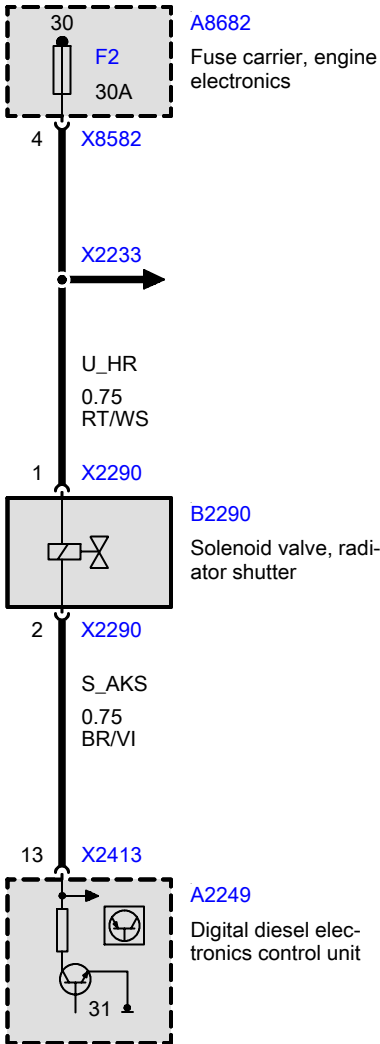 30
A8682
F2
Fuse carrier, engine
electronics
30A
4 X8582
X2233
U_HR
0.75
RT/WS
1 X2290
B2290
Solenoid valve, radi-
ator shutter
2 X2290
S_AKS
0.75
BR/VI
13 X2413
A2249
Digital diesel elec-
tronics control unit
31